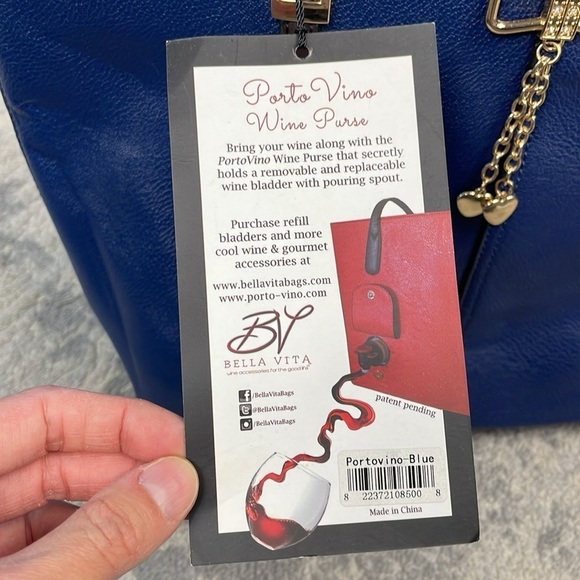 Porto Vino
Wine Purse
Bring your wine along with the
PortoVino Wine Purse that secretly
holds a removable and replaceable
wine bladder with pouring spout.
Purchase refill
bladders and more
cool wine & gourmet
accessories at
www.bellavitabags.com
www.porto-vino.com
BV
BELLA VITA
wine accessories for the goodlife
f /BellaVitaBags
@BellaVitaBags
/BellaVitaBags
patent pending
Portovino-Blue
8 22372108500 8
Made in China